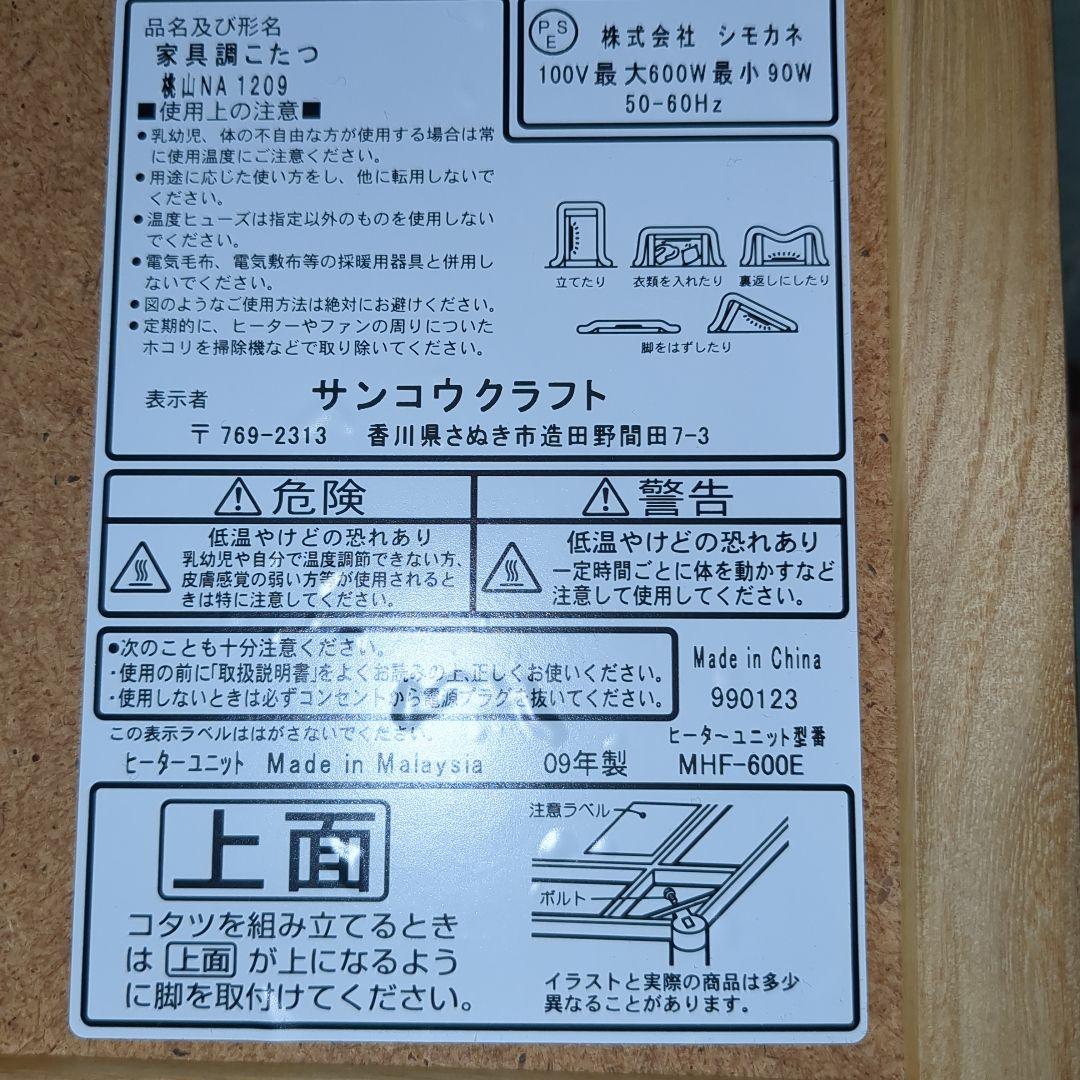 品名及び形名
家具調こたつ
桃山NA 1209
■使用上の注意■
●乳幼児、体の不自由な方が使用する場合は常
に使用温度にご注意ください。
●用途に応じた使い方をし、他に転用しないで
ください。
●温度ヒューズは指定以外のものを使用しない
でください。
●電気毛布、電気敷布等の採暖用器具と併用し
ないでください。
●図のようなご使用方法は絶対にお避けください。
●定期的に、ヒーターやファンの周りについた
ホコリを掃除機などで取り除いてください。
PSE 株式会社 シモカネ
100V最大600W最小90W
50-60Hz
立てたり 衣類を入れたり 裏返しにしたり
脚をはずしたり
表示者 サンコウクラフト
〒769-2313 香川県さぬき市造田野間田7-3
危険
低温やけどの恐れあり
乳幼児や自分で温度調節できない方、
皮膚感覚の弱い方等が使用されると
きは特に注意してください。
警告
低温やけどの恐れあり
一定時間ごとに体を動かすなど
注意して使用してください。
●次のことも十分注意ください。
・使用の前に「取扱説明書」をよくお読みの上、正しくお使いください。
・使用しないときは必ずコンセントから電源プラグを抜いてください。
Made in China
990123
この表示ラベルははがさないでください。
ヒーターユニット Made in Malaysia 09年製
ヒーターユニット型番
MHF-600E
上面
コタツを組み立てるとき
は 上面 が上になるよう
に脚を取付けてください。
注意ラベル
ボルト
イラストと実際の商品は多少
異なることがあります。